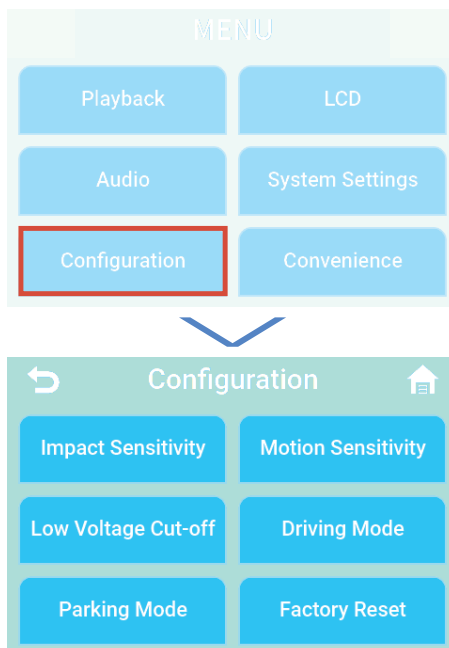 MENU
Playback
LCD
Audio
System Settings
Configuration
Convenience
Configuration
Impact Sensitivity
Motion Sensitivity
Low Voltage Cut-off
Driving Mode
Parking Mode
Factory Reset